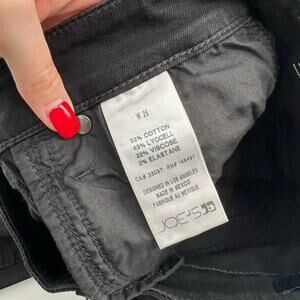 W 25
33% COTTON
43% LYOCELL
22% VISCOSE
2% ELASTANE
DESIGNED IN LOS ANGELES
MADE IN MEXICO
FABRIQUÉ AU MEXIQUE
JOE'S